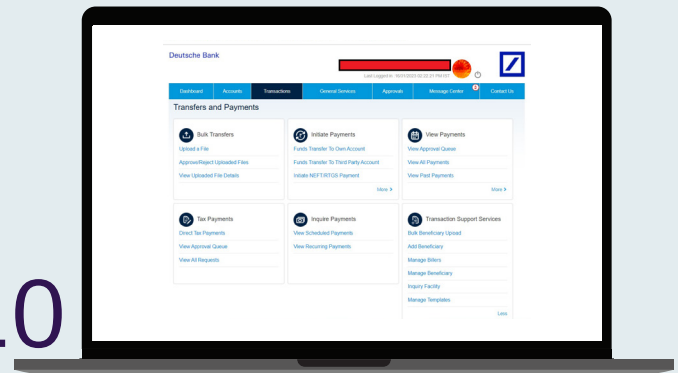 Deutsche Bank
Dashboard Accounts Transactions General Services Approvals Message Center Contact Us
Transfers and Payments
Bulk Transfers
Upload a File
Approve/Reject Uploaded Files
View Uploaded File Details
Initiate Payments
Funds Transfer To Own Account
Funds Transfer To Third Party Account
Initiate NEFT/RTGS Payment
More
View Payments
View Approval Queue
View All Payments
View Past Payments
More
Tax Payments
Direct Tax Payments
View Approval Queue
View All Requests
Inquire Payments
View Scheduled Payments
View Recurring Payments
Transaction Support Services
Bulk Beneficiary Upload
Add Beneficiary
Manage Billers
Manage Beneficiary
Inquiry Facility
Manage Templates
Less
.0